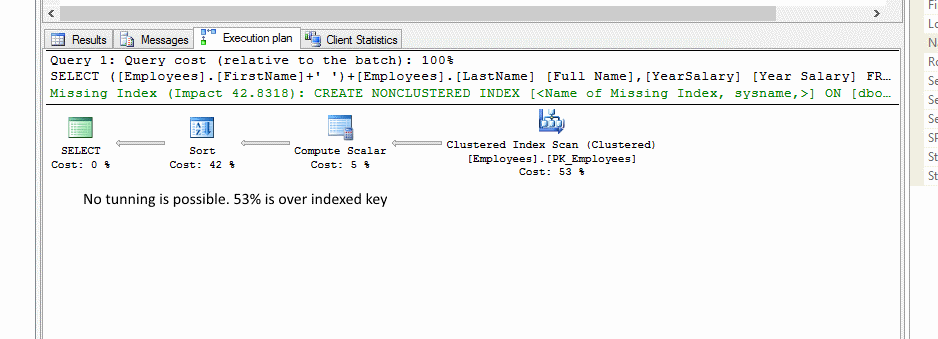 Fi
Lo
Results Messages Execution plan Client Statistics
N
Query 1: Query cost (relative to the batch): 100%
Ro
SELECT ([Employees].[FirstName]+' ')+[Employees].[LastName] [Full Name],[YearSalary] [Year Salary] FR…
Se
Missing Index (Impact 42.8318): CREATE NONCLUSTERED INDEX [<Name of Missing Index, sysname,>] ON [dbo…
Se
Se
SP
St
St
SELECT
Cost: 0 %
Sort
Cost: 42 %
Compute Scalar
Cost: 5 %
Clustered Index Scan (Clustered)
[Employees].[PK_Employees]
Cost: 53 %
No tunning is possible. 53% is over indexed key